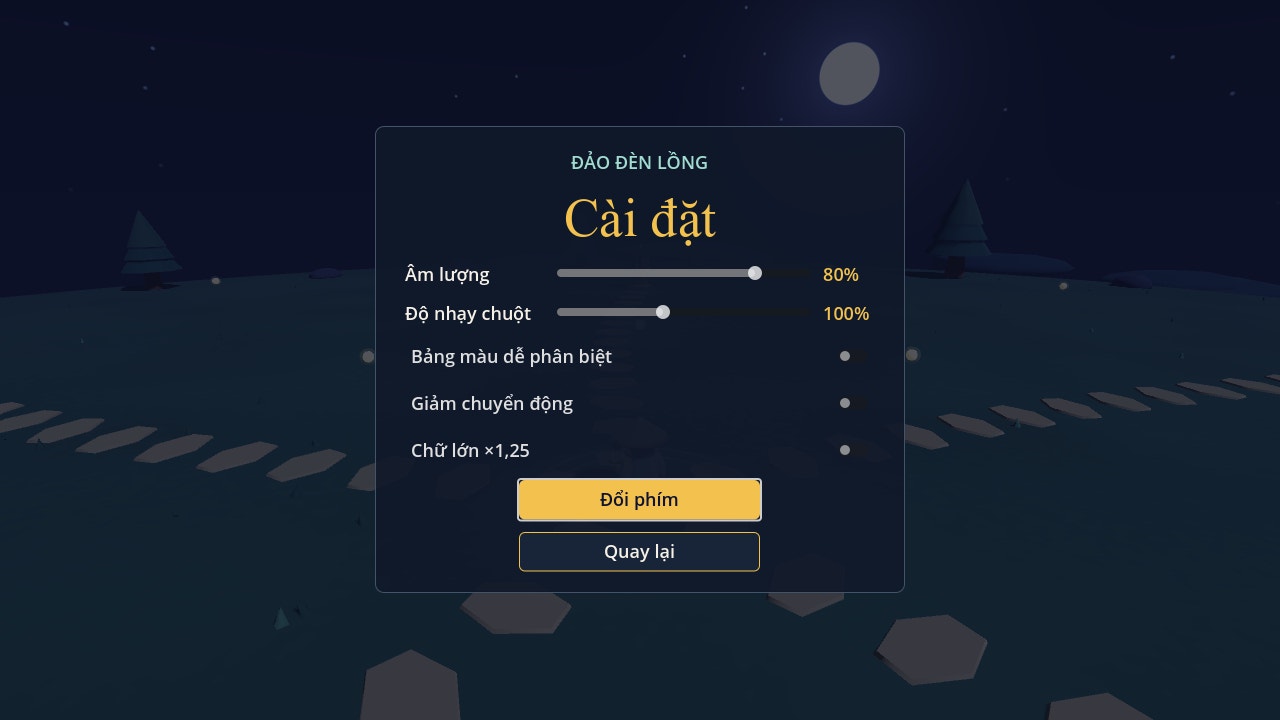 ĐẢO ĐÈN LỒNG
Cài đặt
Âm lượng 80%
Độ nhạy chuột 100%
Bảng màu dễ phân biệt
Giảm chuyển động
Chữ lớn ×1,25
Đổi phím
Quay lại